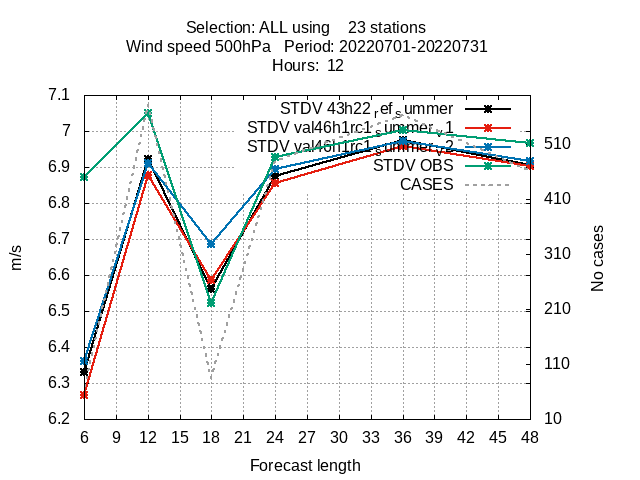 Selection: ALL using 23 stations
Wind speed 500hPa Period: 20220701-20220731
Hours: 12
STDV 43h22_ref_summer
STDV val46h1rc1_summer_v1
STDV val46h1rc1_summer_v2
STDV OBS
CASES
7.1
7
6.9
6.8
6.7
6.6
6.5
6.4
6.3
6.2
m/s
510
410
310
210
110
10
No cases
6 9 12 15 18 21 24 27 30 33 36 39 42 45 48
Forecast length